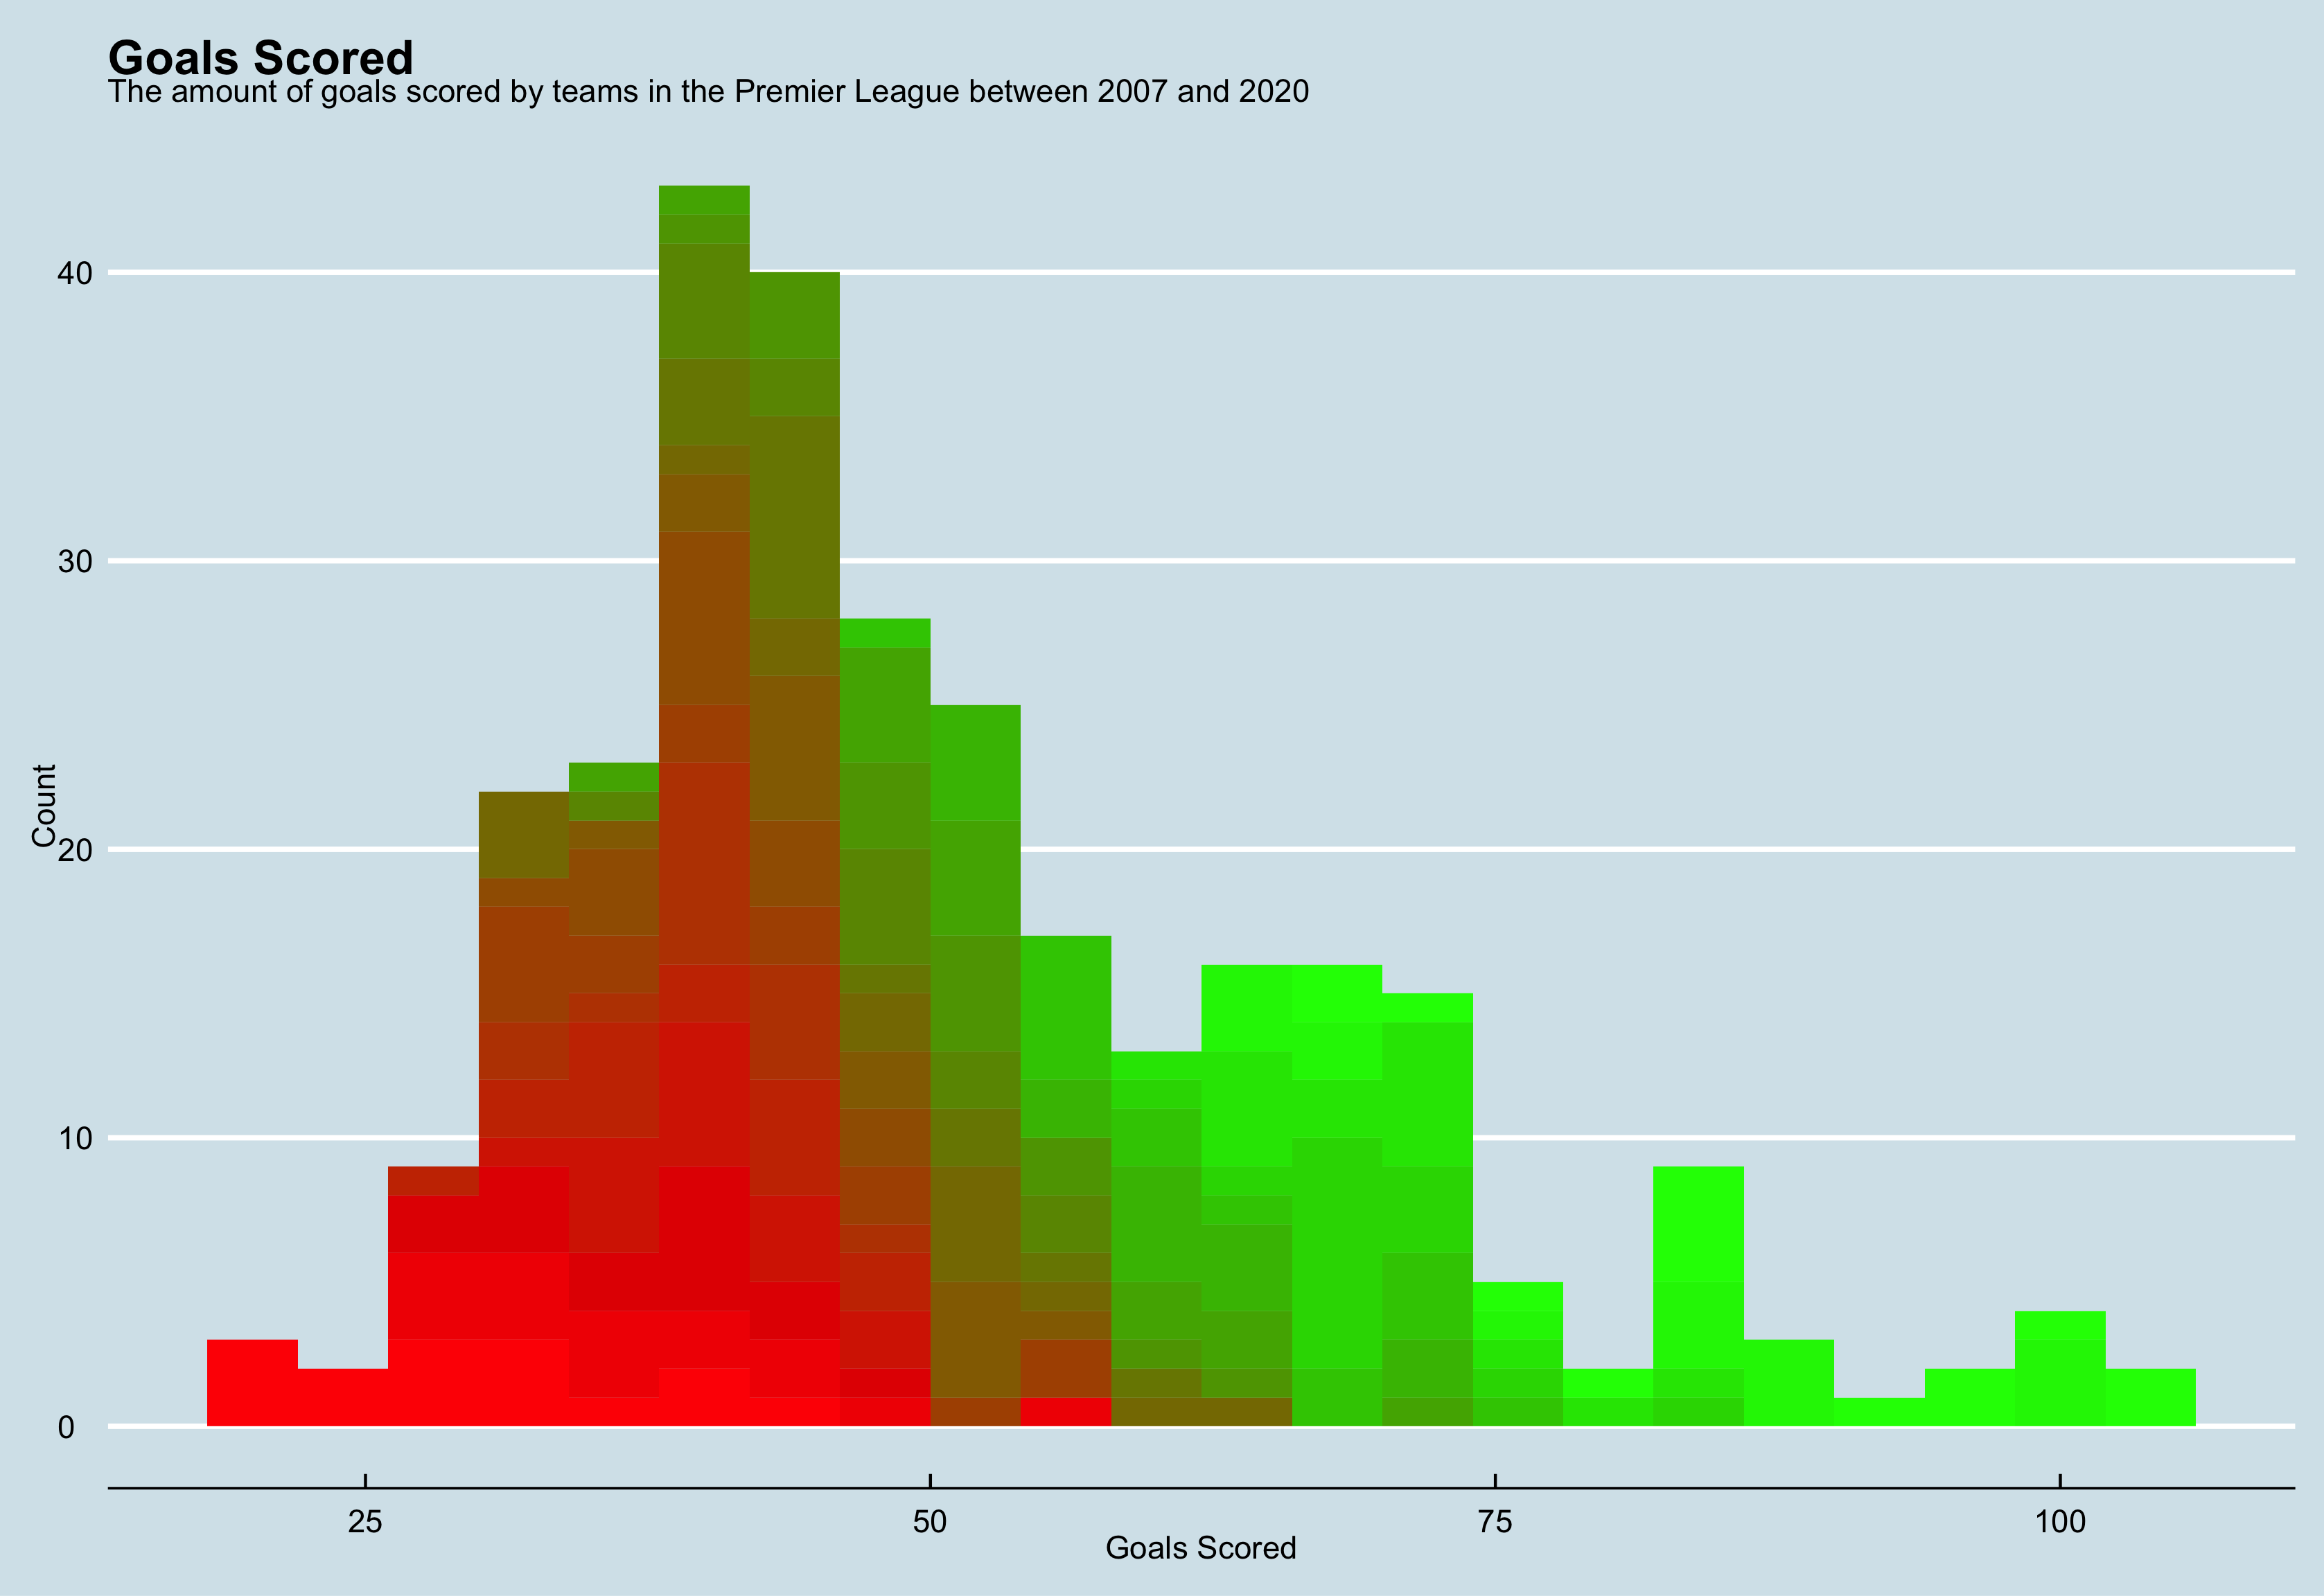 Goals Scored
The amount of goals scored by teams in the Premier League between 2007 and 2020
40
30
20
10
0
Count
25 50 75 100
Goals Scored